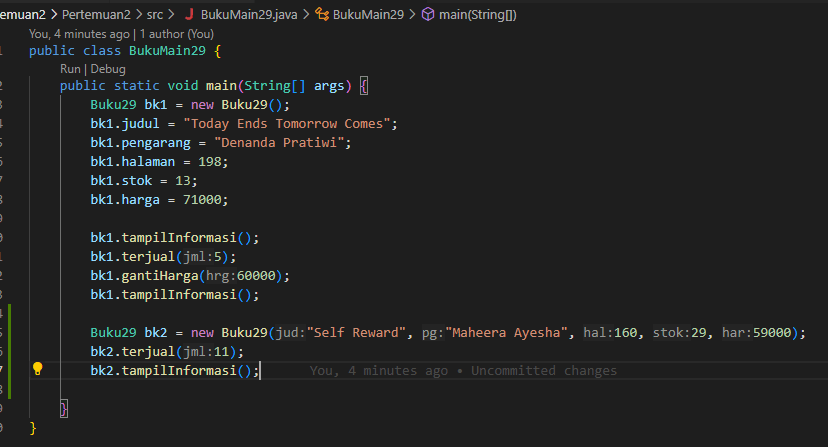 emuan2 > Pertemuan2 > src > J BukuMain29.java > BukuMain29 > main(String[])
You, 4 minutes ago | 1 author (You)
public class BukuMain29 {
Run | Debug
public static void main(String[] args) {
Buku29 bk1 = new Buku29();
bk1.judul = "Today Ends Tomorrow Comes";
bk1.pengarang = "Denanda Pratiwi";
bk1.halaman = 198;
bk1.stok = 13;
bk1.harga = 71000;
bk1.tampilInformasi();
bk1.terjual(jml:5);
bk1.gantiHarga(hrg:60000);
bk1.tampilInformasi();
Buku29 bk2 = new Buku29(jud:"Self Reward", pg:"Maheera Ayesha", hal:160, stok:29, har:59000);
bk2.terjual(jml:11);
bk2.tampilInformasi(); You, 4 minutes ago • Uncommitted changes
}
}